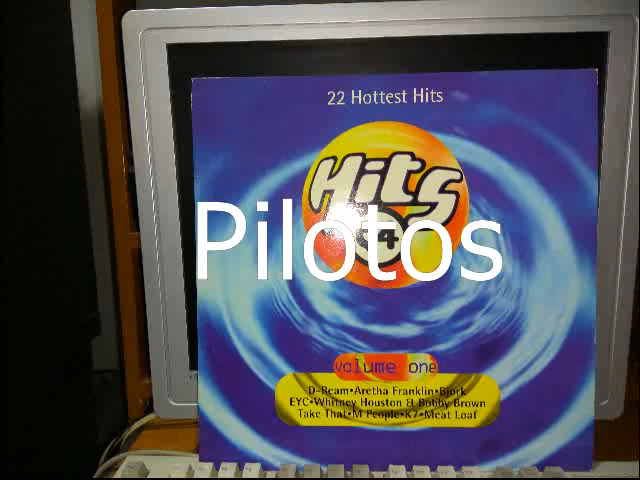 22 Hottest Hits
Hits
94
Pilotos
volume one
D-Ream•Aretha Franklin•Bjork
EYC•Whitney Houston & Bobby Brown
Take That•M People•K7•Meat Loaf